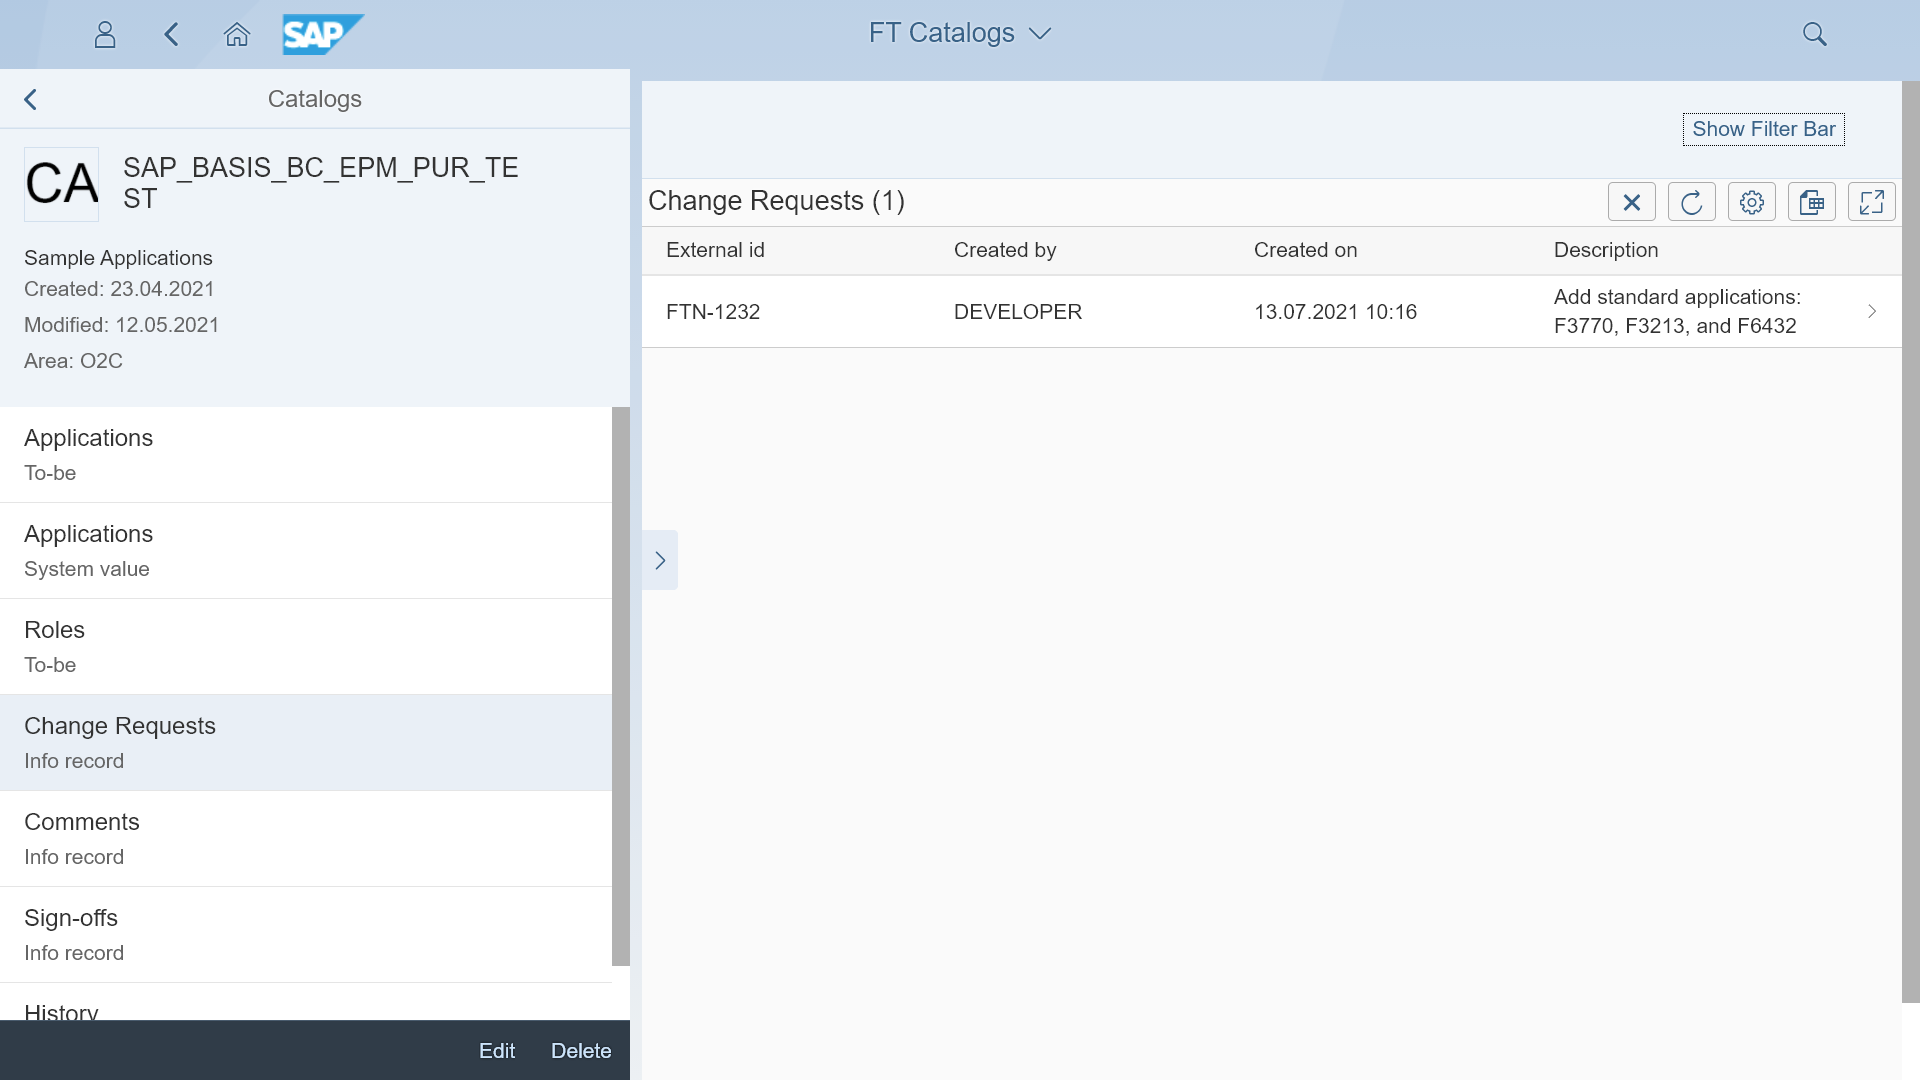 SAP
FT Catalogs
Catalogs
CA
SAP_BASIS_BC_EPM_PUR_TE
ST
Sample Applications
Created: 23.04.2021
Modified: 12.05.2021
Area: O2C
Applications
To-be
Applications
System value
Roles
To-be
Change Requests
Info record
Comments
Info record
Sign-offs
Info record
History
Edit Delete
Show Filter Bar
Change Requests (1)
External id Created by Created on Description
FTN-1232 DEVELOPER 13.07.2021 10:16 Add standard applications:
F3770, F3213, and F6432